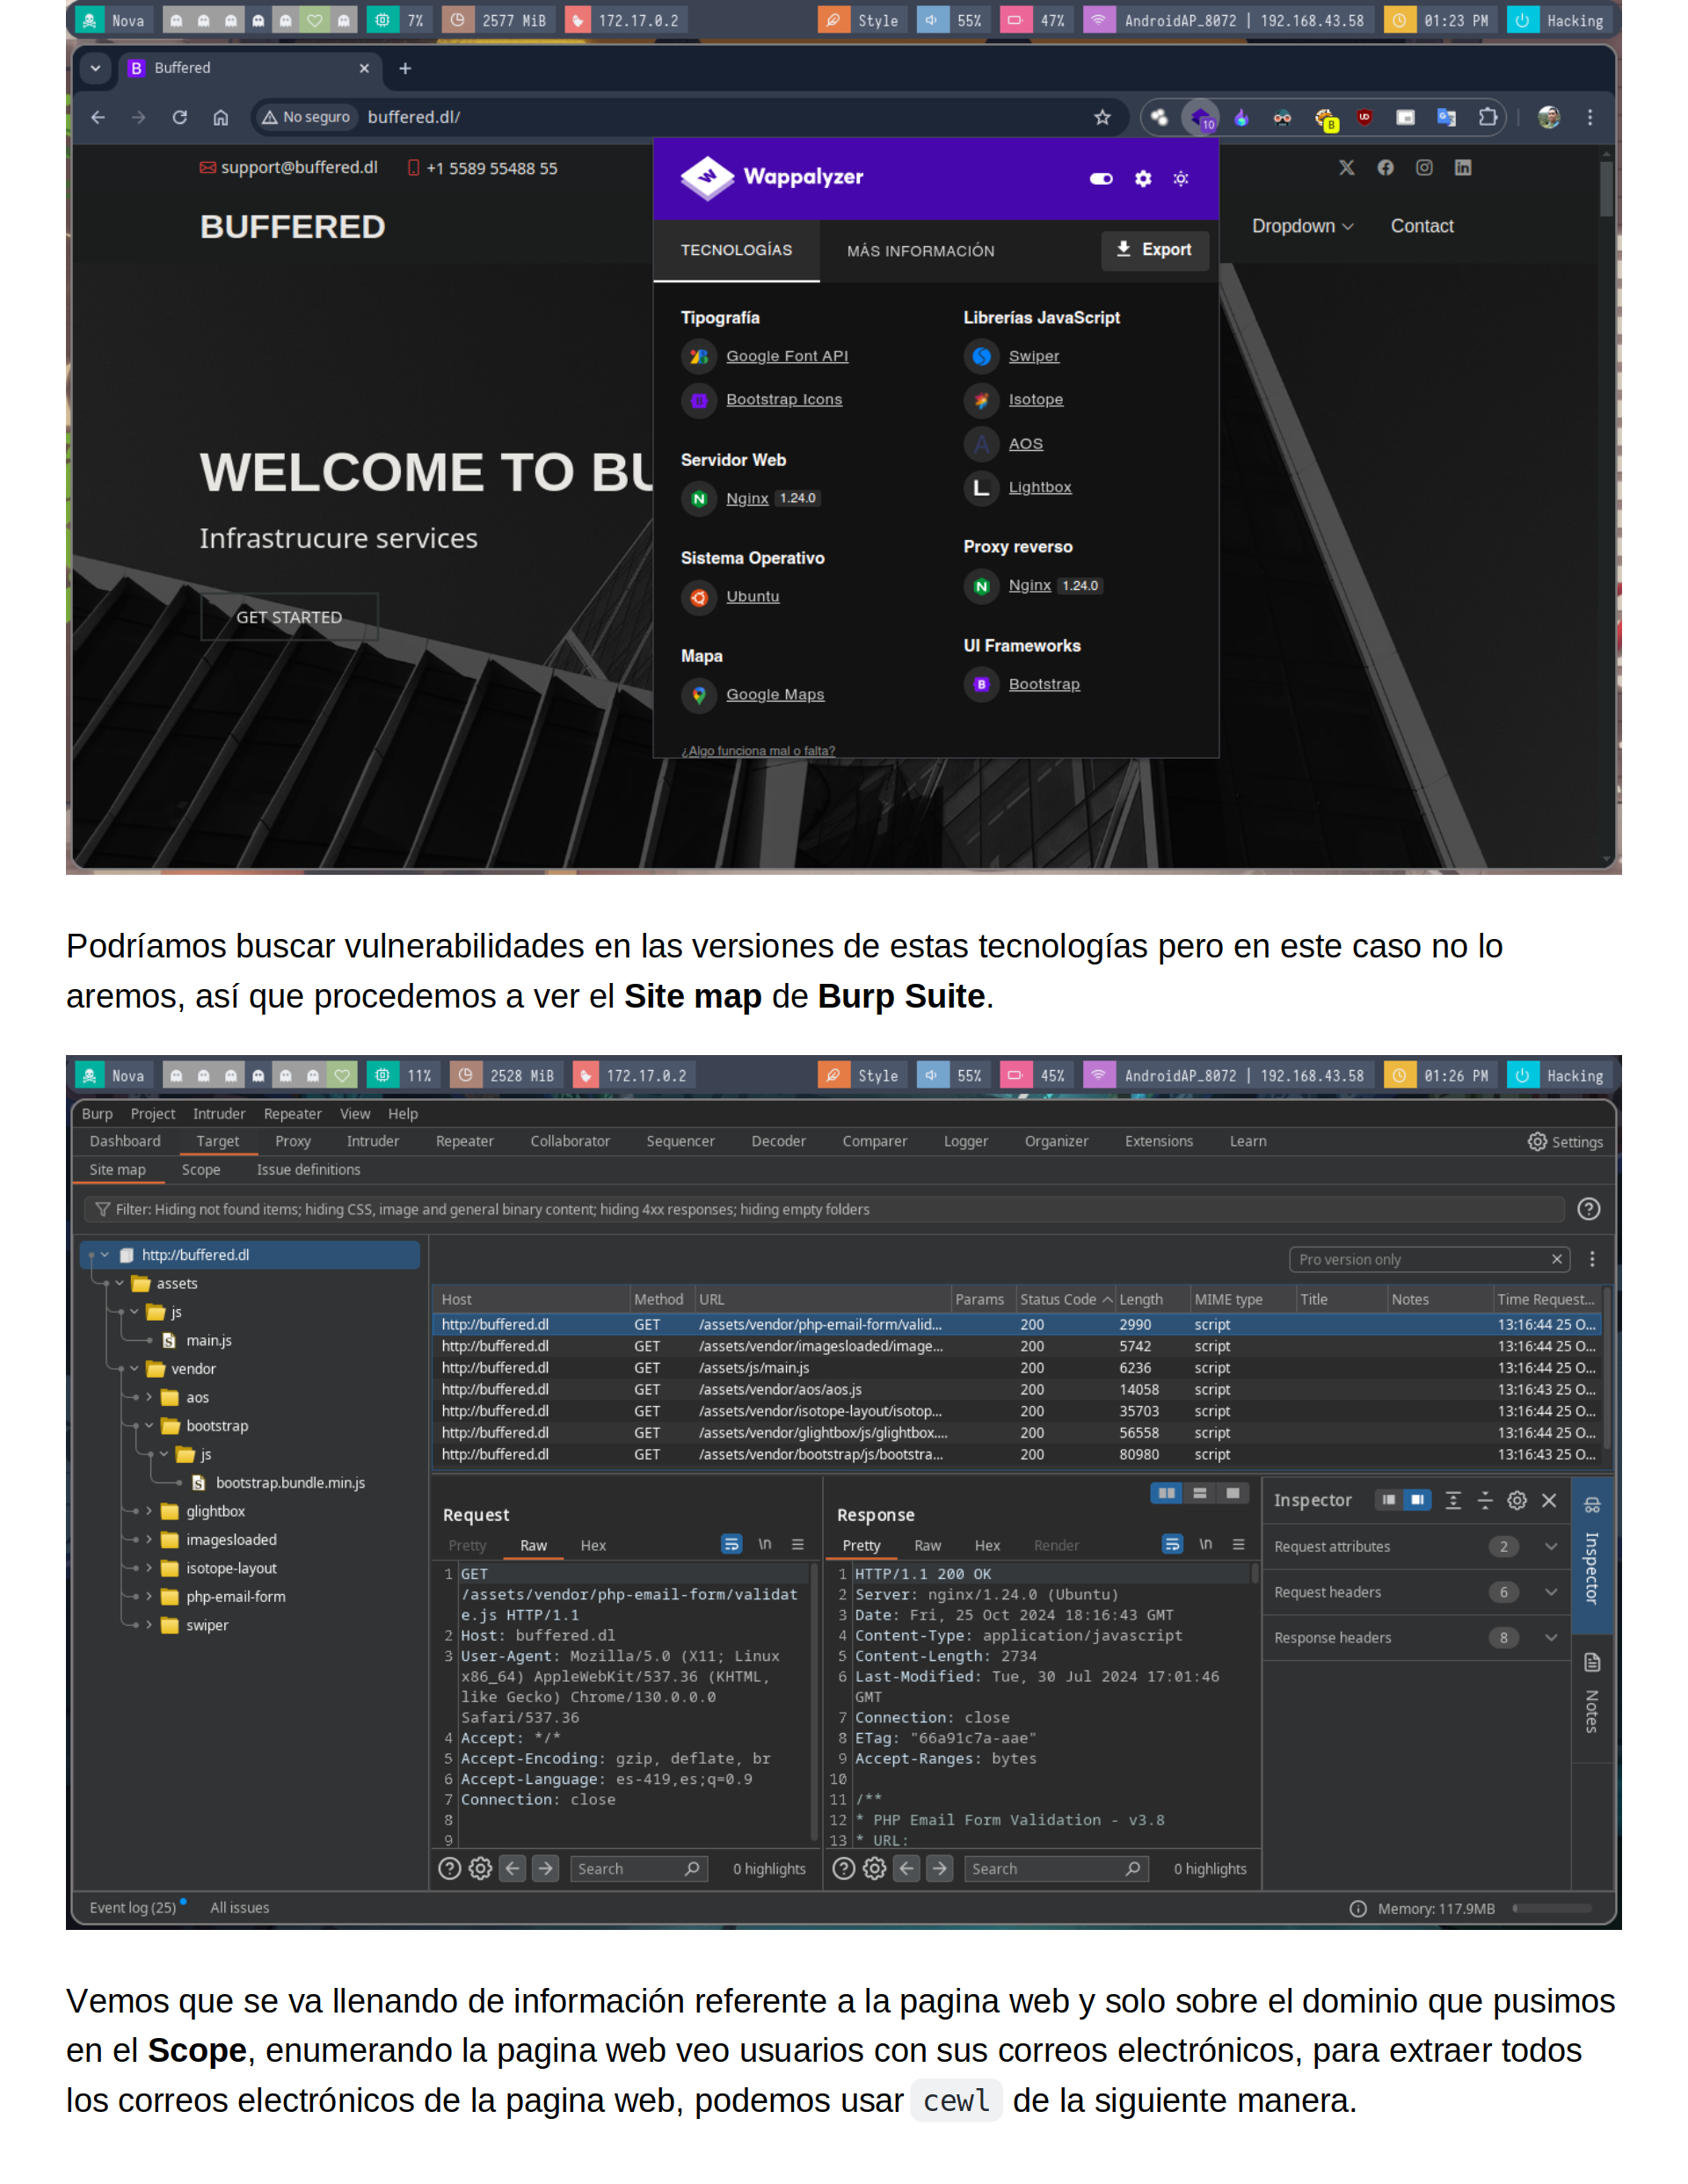 Nova 7% 2577 MiB 172.17.0.2 Style 55% 47% AndroidAP_8072 | 192.168.43.58 01:23 PM Hacking
Buffered
No seguro buffered.dl/
10
support@buffered.dl +1 5589 55488 55
BUFFERED
Dropdown Contact
WELCOME TO BU
Infrastrucure services
GET STARTED
Wappalyzer
TECNOLOGÍAS MÁS INFORMACIÓN Export
Tipografía
Google Font API
Bootstrap Icons
Servidor Web
Nginx 1.24.0
Sistema Operativo
Ubuntu
Mapa
Google Maps
Librerías JavaScript
Swiper
Isotope
AOS
Lightbox
Proxy reverso
Nginx 1.24.0
UI Frameworks
Bootstrap
¿Algo funciona mal o falta?
Podríamos buscar vulnerabilidades en las versiones de estas tecnologías pero en este caso no lo
aremos, así que procedemos a ver el Site map de Burp Suite.
Nova 11% 2528 MiB 172.17.0.2 Style 55% 45% AndroidAP_8072 | 192.168.43.58 01:26 PM Hacking
Burp Project Intruder Repeater View Help
Dashboard Target Proxy Intruder Repeater Collaborator Sequencer Decoder Comparer Logger Organizer Extensions Learn Settings
Site map Scope Issue definitions
Filter: Hiding not found items; hiding CSS, image and general binary content; hiding 4xx responses; hiding empty folders
http://buffered.dl
assets
js
main.js
vendor
aos
bootstrap
js
bootstrap.bundle.min.js
glightbox
imagesloaded
isotope-layout
php-email-form
swiper
Pro version only
Host Method URL Params Status Code Length MIME type Title Notes Time Request...
http://buffered.dl GET /assets/vendor/php-email-form/valid... 200 2990 script 13:16:44 25 O...
http://buffered.dl GET /assets/vendor/imagesloaded/image... 200 5742 script 13:16:44 25 O...
http://buffered.dl GET /assets/js/main.js 200 6236 script 13:16:44 25 O...
http://buffered.dl GET /assets/vendor/aos/aos.js 200 14058 script 13:16:43 25 O...
http://buffered.dl GET /assets/vendor/isotope-layout/isotop... 200 35703 script 13:16:44 25 O...
http://buffered.dl GET /assets/vendor/glightbox/js/glightbox.... 200 56558 script 13:16:44 25 O...
http://buffered.dl GET /assets/vendor/bootstrap/js/bootstra... 200 80980 script 13:16:43 25 O...
Request
Pretty Raw Hex \n
1 GET
/assets/vendor/php-email-form/validat
e.js HTTP/1.1
2 Host: buffered.dl
3 User-Agent: Mozilla/5.0 (X11; Linux
x86_64) AppleWebKit/537.36 (KHTML,
like Gecko) Chrome/130.0.0.0
Safari/537.36
4 Accept: */*
5 Accept-Encoding: gzip, deflate, br
6 Accept-Language: es-419,es;q=0.9
7 Connection: close
8
9
Search 0 highlights
Response
Pretty Raw Hex Render \n
1 HTTP/1.1 200 OK
2 Server: nginx/1.24.0 (Ubuntu)
3 Date: Fri, 25 Oct 2024 18:16:43 GMT
4 Content-Type: application/javascript
5 Content-Length: 2734
6 Last-Modified: Tue, 30 Jul 2024 17:01:46
GMT
7 Connection: close
8 ETag: "66a91c7a-aae"
9 Accept-Ranges: bytes
10
11 /**
12 * PHP Email Form Validation - v3.8
13 * URL:
Search 0 highlights
Inspector
Request attributes 2
Request headers 6
Response headers 8
Inspector
Notes
Event log (25) All issues Memory: 117.9MB
Vemos que se va llenando de información referente a la pagina web y solo sobre el dominio que pusimos
en el Scope, enumerando la pagina web veo usuarios con sus correos electrónicos, para extraer todos
los correos electrónicos de la pagina web, podemos usar cewl de la siguiente manera.